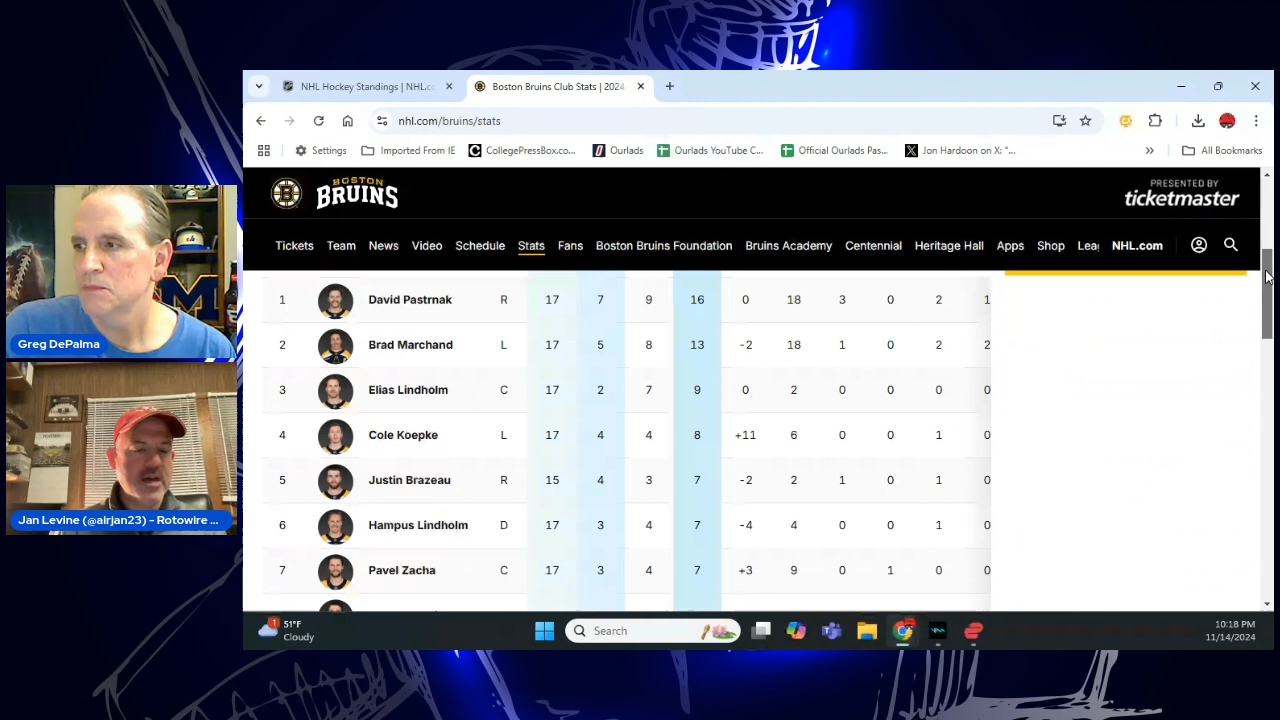 NHL Hockey Standings | NHL.c
Boston Bruins Club Stats | 2024
nhl.com/bruins/stats
Settings
Imported From IE
CollegePressBox.co...
Ourlads
Ourlads YouTube C...
Official Ourlads Pas...
Jon Hardoon on X: "...
All Bookmarks
BOSTON
BRUINS
PRESENTED BY
ticketmaster
Tickets Team News Video Schedule Stats Fans Boston Bruins Foundation Bruins Academy Centennial Heritage Hall Apps Shop Lea NHL.com
1 David Pastrnak R 17 7 9 16 0 18 3 0 2 1
2 Brad Marchand L 17 5 8 13 -2 18 1 0 2 2
3 Elias Lindholm C 17 2 7 9 0 2 0 0 0 0
4 Cole Koepke L 17 4 4 8 +11 6 0 0 1 0
5 Justin Brazeau R 15 4 3 7 -2 2 1 0 1 0
6 Hampus Lindholm D 17 3 4 7 -4 4 0 0 1 0
7 Pavel Zacha C 17 3 4 7 +3 9 0 1 0 0
Greg DePalma
Jan Levine (@airjan23) - Rotowire ...
1
51°F
Cloudy
Search
10:18 PM
11/14/2024